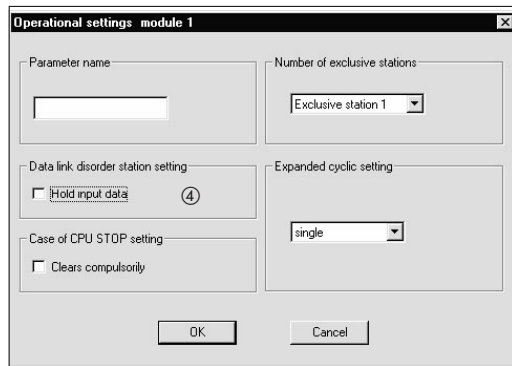 Operational settings module 1
Parameter name
Number of exclusive stations
Exclusive station 1
Data link disorder station setting
Hold input data
④
Expanded cyclic setting
single
Case of CPU STOP setting
Clears compulsorily
OK
Cancel